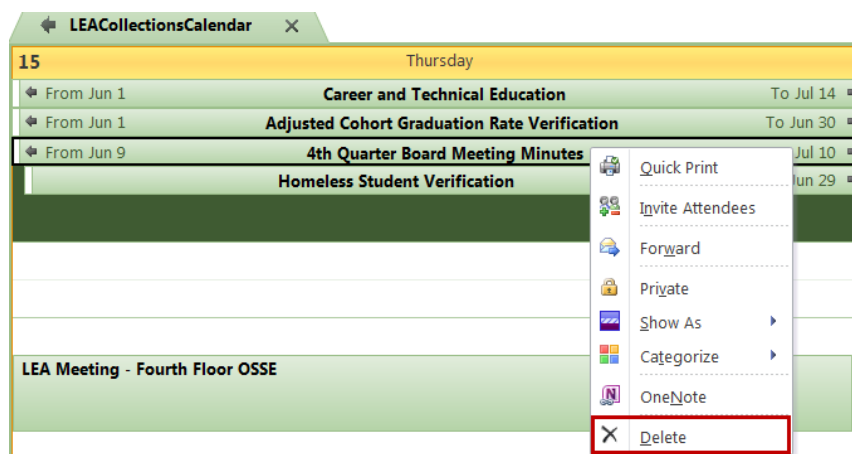 LEACollectionsCalendar
15 Thursday
From Jun 1 Career and Technical Education To Jul 14
From Jun 1 Adjusted Cohort Graduation Rate Verification To Jun 30
From Jun 9 4th Quarter Board Meeting Minutes Jul 10
Homeless Student Verification Jun 29
Quick Print
Invite Attendees
Forward
Private
Show As
Categorize
OneNote
Delete
LEA Meeting - Fourth Floor OSSE